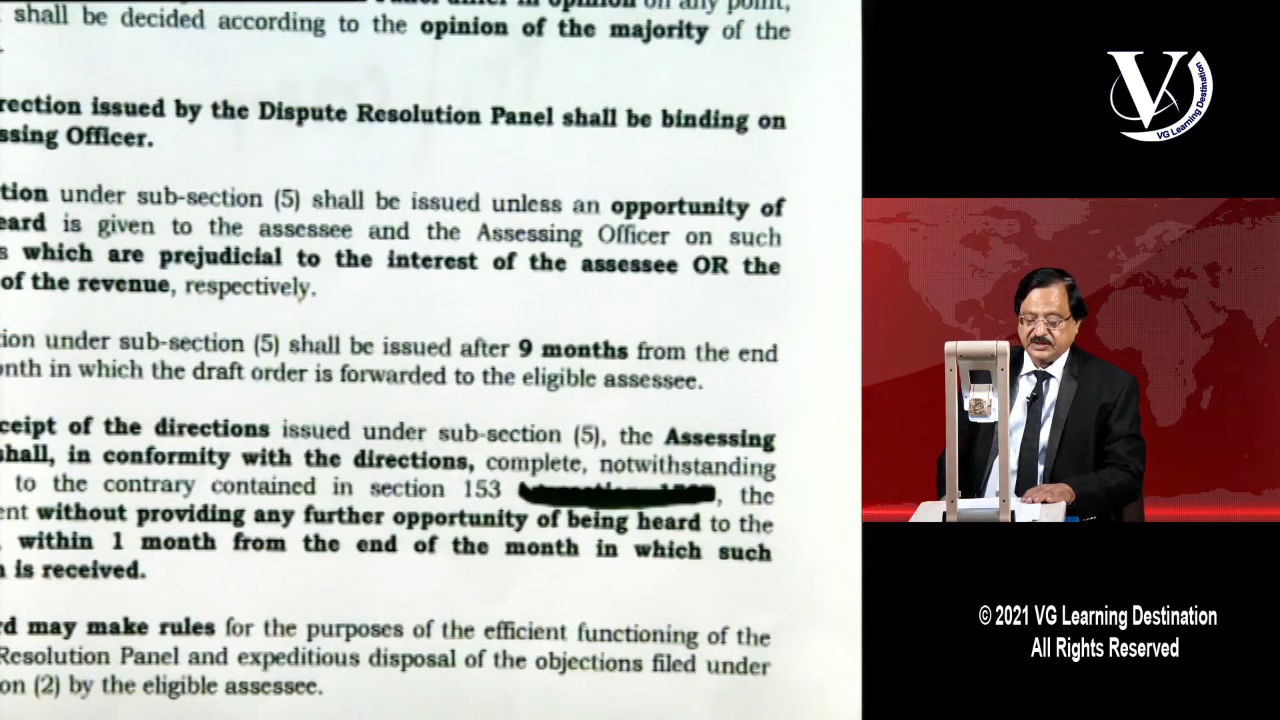 shall be decided according to the opinion of the majority of the
rection issued by the Dispute Resolution Panel shall be binding on
ssing Officer.
tion under sub-section (5) shall be issued unless an opportunity of
eard is given to the assessee and the Assessing Officer on such
s which are prejudicial to the interest of the assessee OR the
of the revenue, respectively.
ion under sub-section (5) shall be issued after 9 months from the end
onth in which the draft order is forwarded to the eligible assessee.
ceipt of the directions issued under sub-section (5), the Assessing
shall, in conformity with the directions, complete, notwithstanding
to the contrary contained in section 153 , the
ent without providing any further opportunity of being heard to the
within 1 month from the end of the month in which such
n is received.
rd may make rules for the purposes of the efficient functioning of the
Resolution Panel and expeditious disposal of the objections filed under
on (2) by the eligible assessee.
V
VG Learning Destination
© 2021 VG Learning Destination
All Rights Reserved